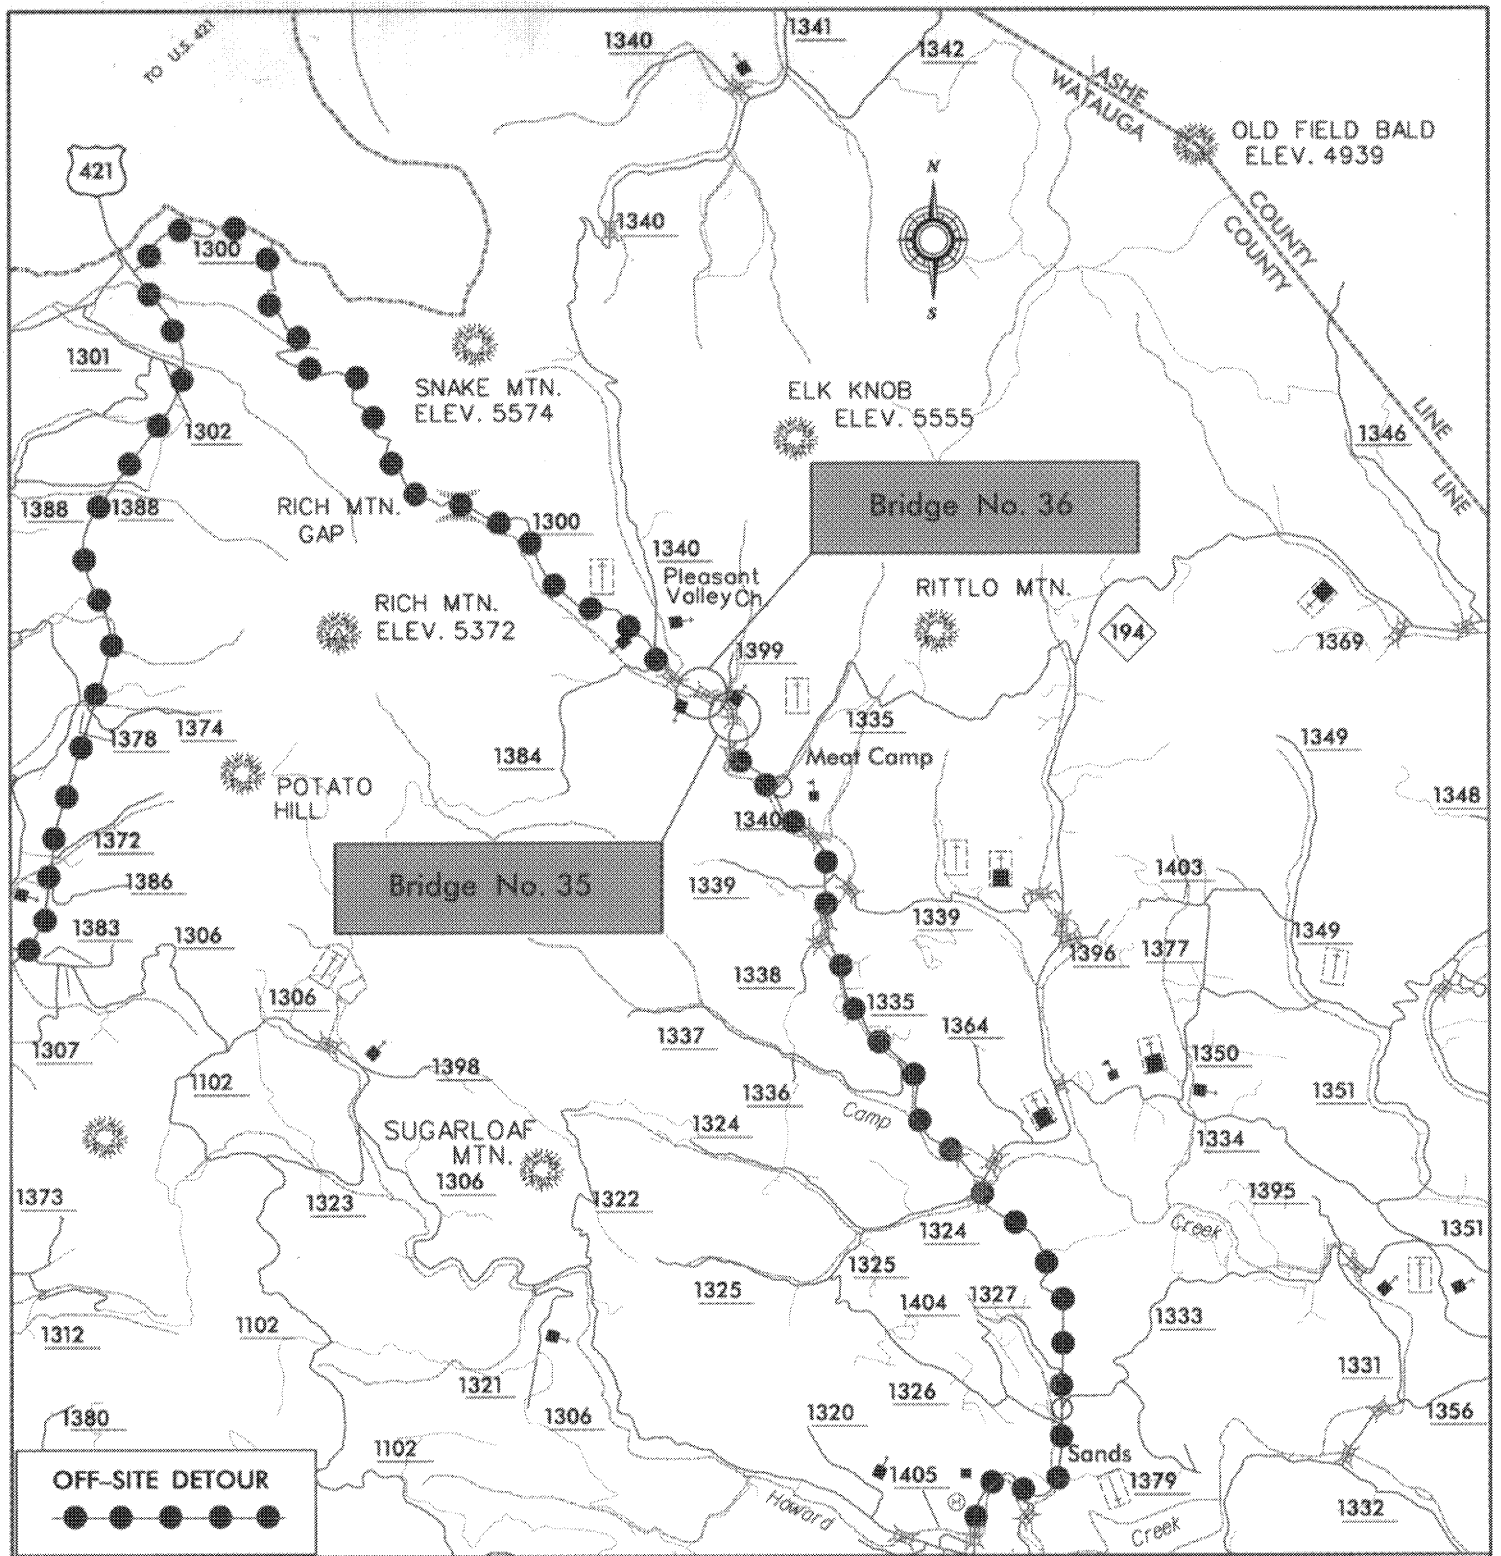 TO U.S. 421
1340
1341
1342
ASHE
WATAUGA
OLD FIELD BALD
ELEV. 4939
421
N
S
COUNTY
COUNTY
1300
1340
1301
SNAKE MTN.
ELEV. 5574
ELK KNOB
ELEV. 5555
LINE
LINE
1302
1346
1388
1388
RICH MTN.
GAP
1300
Bridge No. 36
1340
Pleasant
Valley Ch.
RITTLO MTN.
RICH MTN.
ELEV. 5372
194
1369
1399
1374
1378
1384
1335
Meat Camp
1349
POTATO
HILL
1348
1340
1372
1386
Bridge No. 35
1339
1403
1339
1383
1306
1396
1377
1349
1338
1306
1335
1364
1307
1337
1350
1398
1102
1336
Camp
1351
1324
SUGARLOAF
MTN.
1306
1334
1373
1323
1322
1324
Creek
1395
1351
1325
1325
1404
1327
1312
1102
1333
1321
1331
1326
1380
1306
1320
1356
1102
Sands
OFF-SITE DETOUR
1405
1379
Howard
Creek
1332